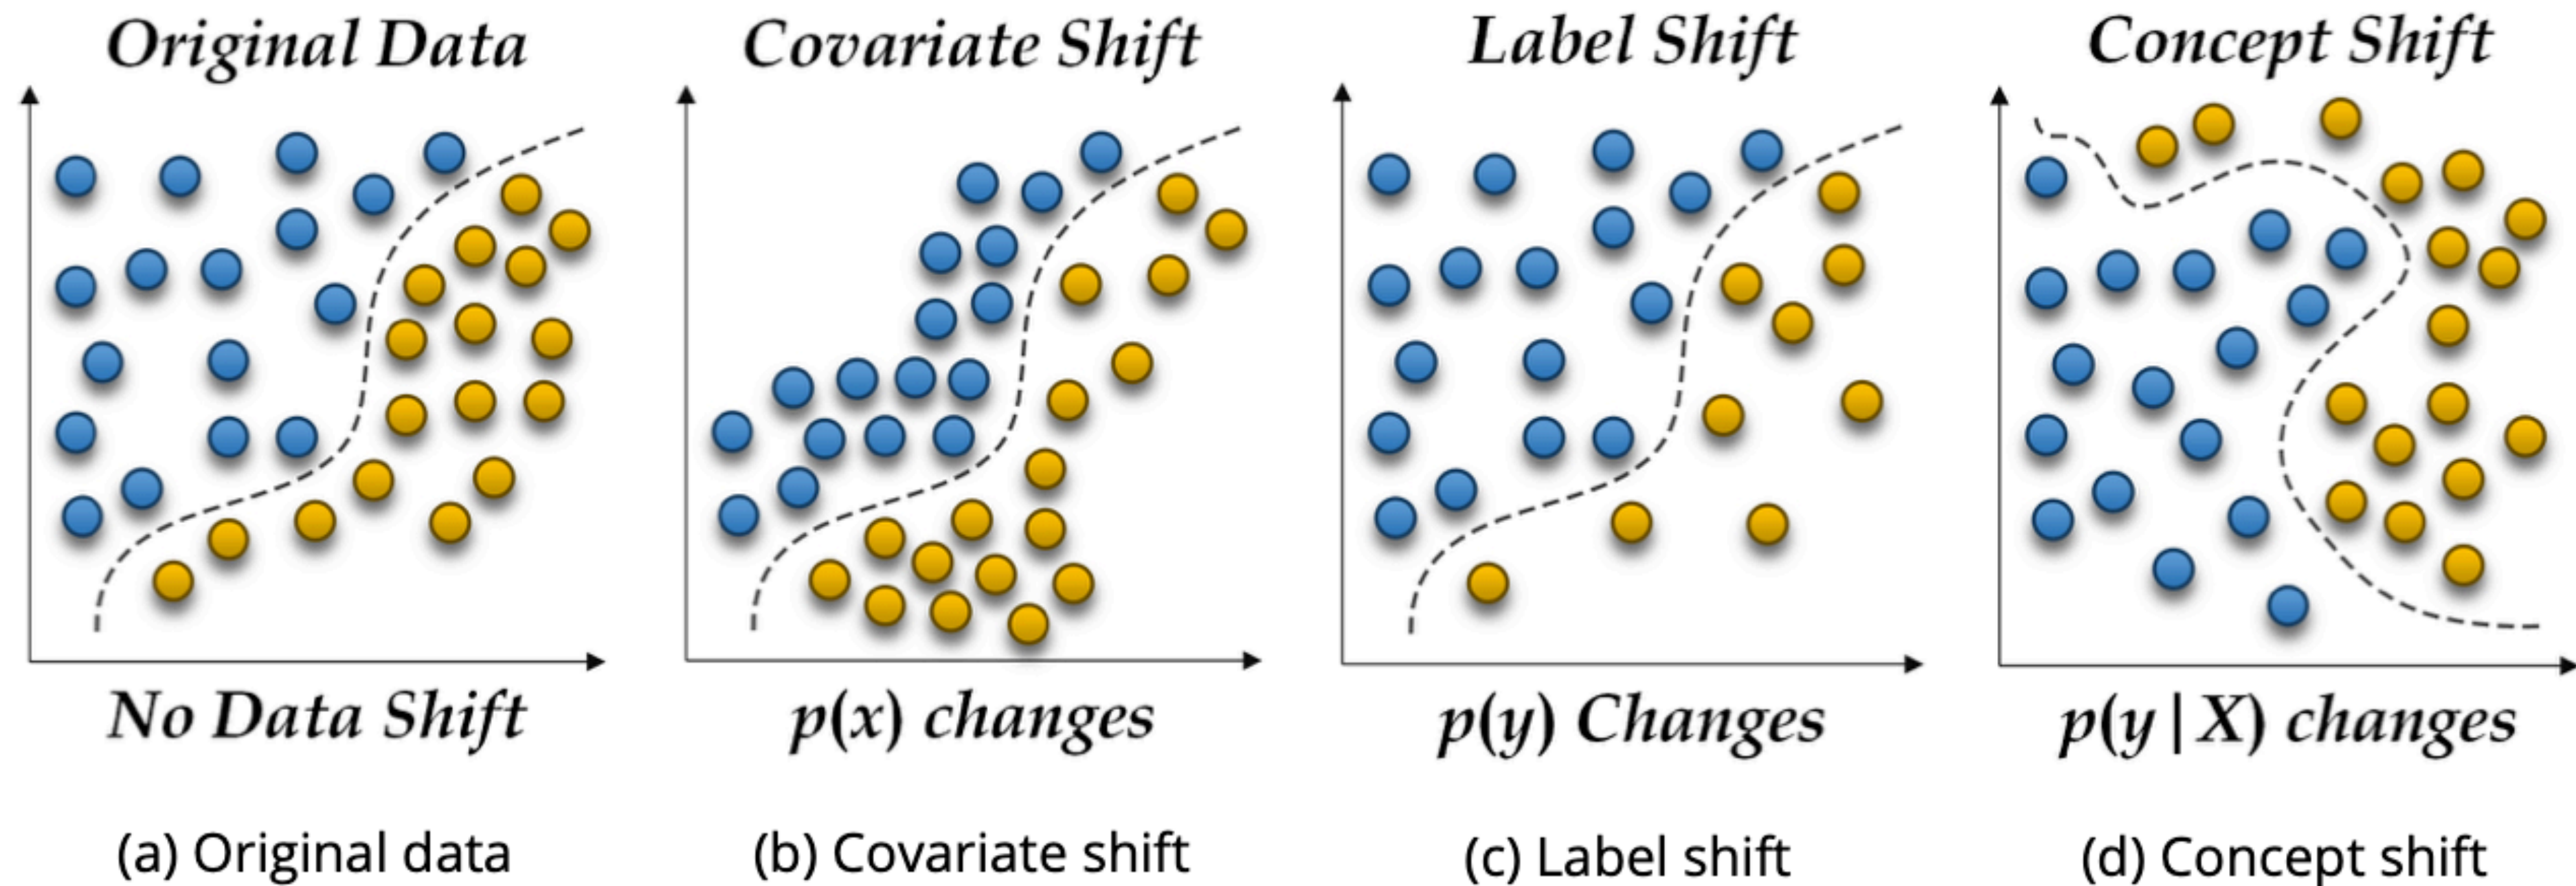 Original Data
Covariate Shift
Label Shift
Concept Shift
No Data Shift
p(x) changes
p(y) Changes
p(y|X) changes
(a) Original data
(b) Covariate shift
(c) Label shift
(d) Concept shift